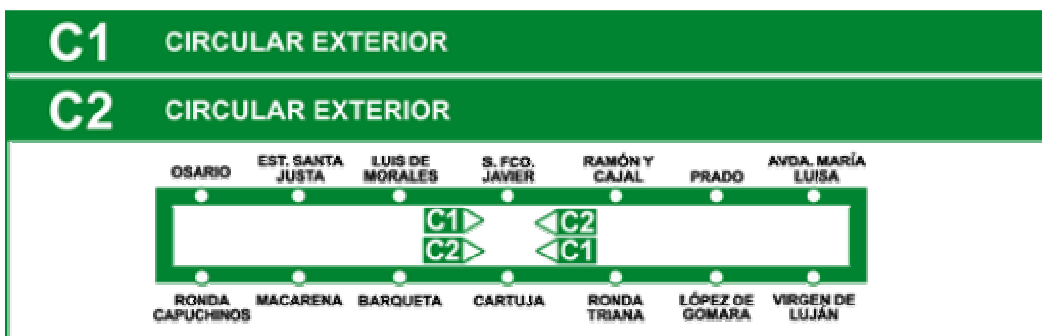 C1 CIRCULAR EXTERIOR
C2 CIRCULAR EXTERIOR
OSARIO
EST. SANTA
JUSTA
LUIS DE
MORALES
S. FCO.
JAVIER
RAMÓN Y
CAJAL
PRADO
AVDA. MARÍA
LUISA
C1 C2
C2 C1
RONDA
CAPUCHINOS
MACARENA
BARQUETA
CARTUJA
RONDA
TRIANA
LÓPEZ DE
GOMARA
VIRGEN DE
LUJÁN